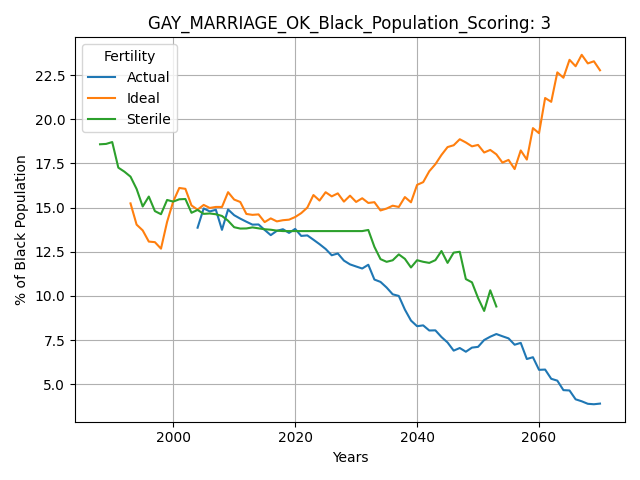 GAY_MARRIAGE_OK_Black_Population_Scoring: 3
Fertility
Actual
Ideal
Sterile
% of Black Population
22.5
20.0
17.5
15.0
12.5
10.0
7.5
5.0
2000
2020
2040
2060
Years